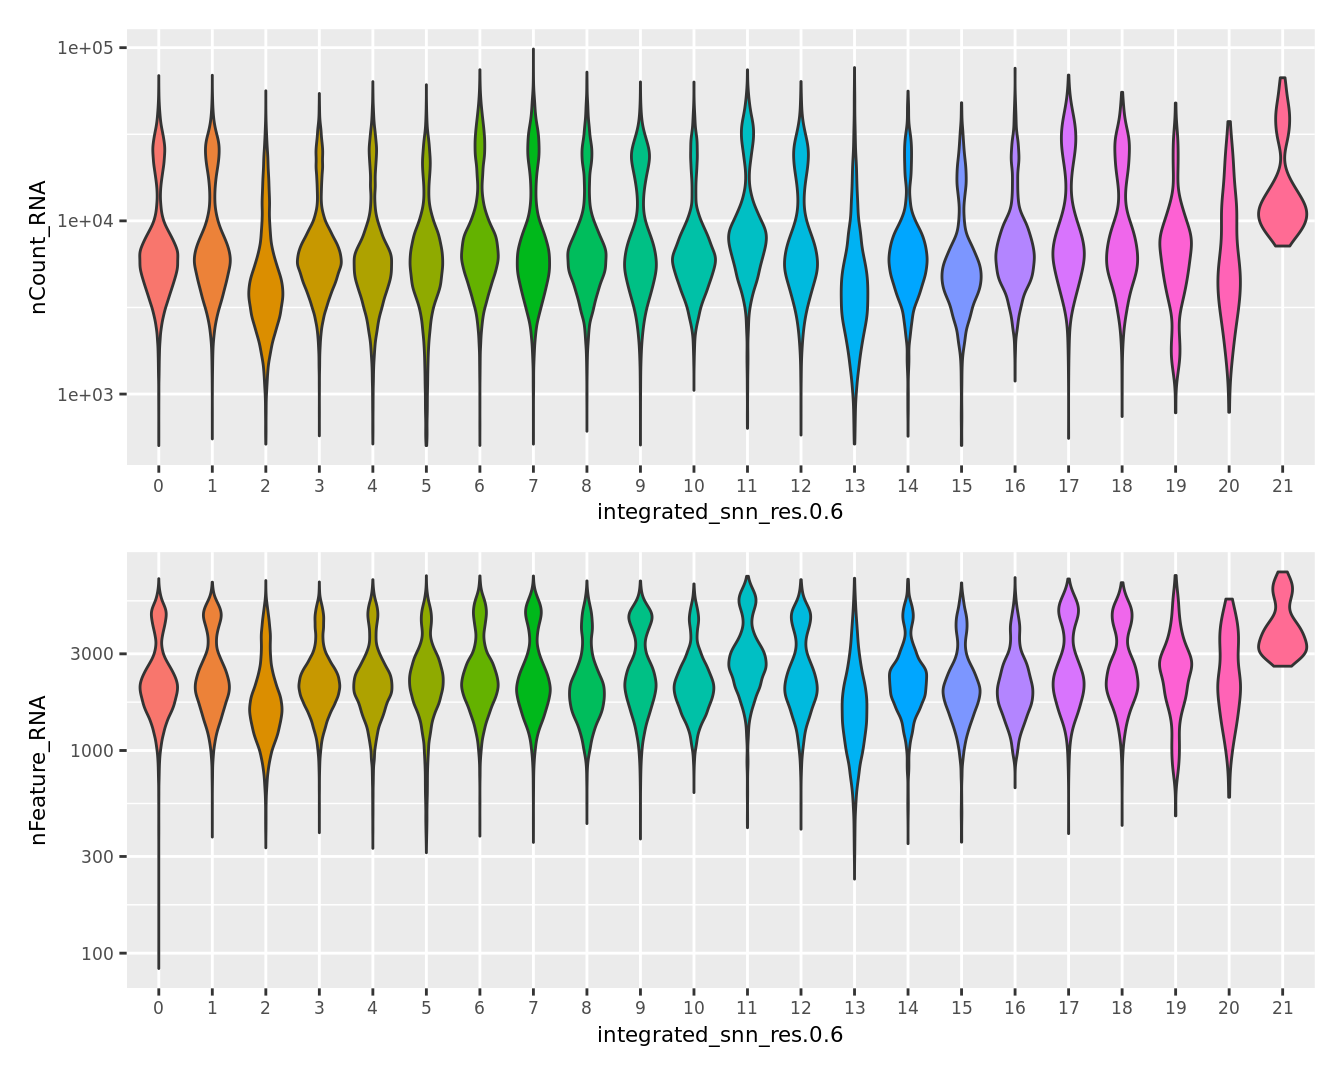 nCount_RNA
1e+05
1e+04
1e+03
0 1 2 3 4 5 6 7 8 9 10 11 12 13 14 15 16 17 18 19 20 21
integrated_snn_res.0.6
nFeature_RNA
3000
1000
300
100
0 1 2 3 4 5 6 7 8 9 10 11 12 13 14 15 16 17 18 19 20 21
integrated_snn_res.0.6